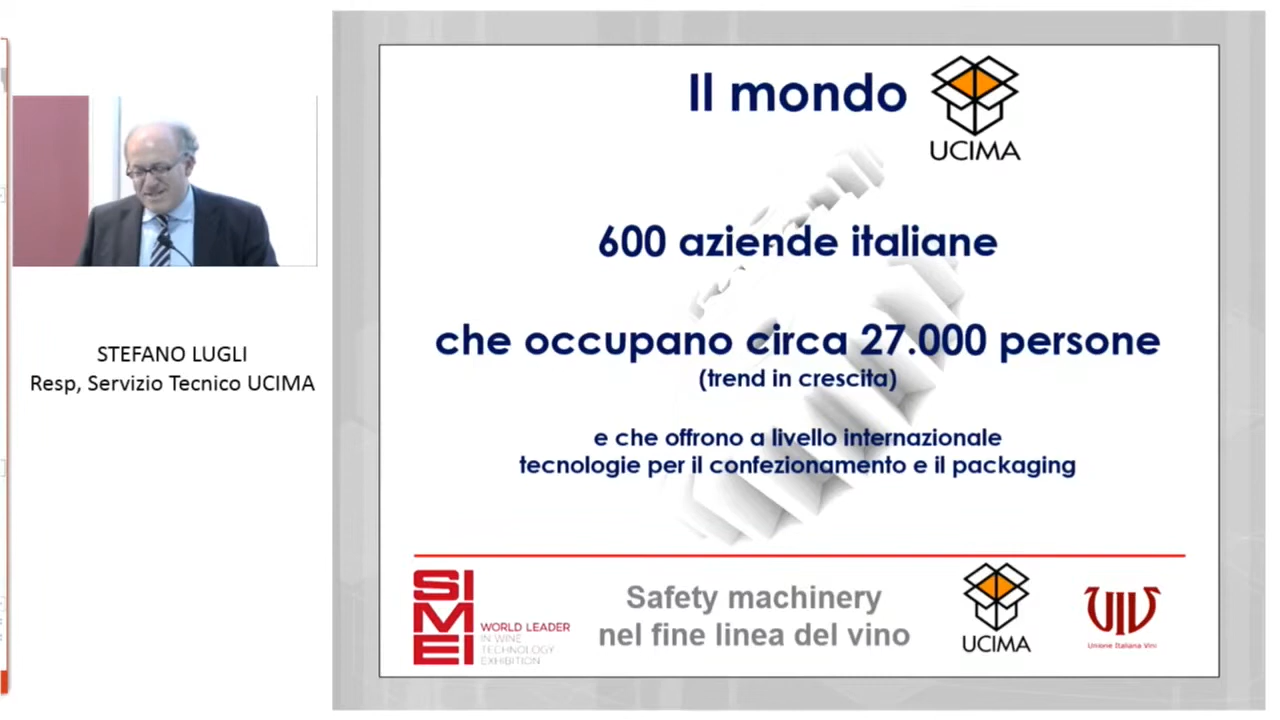 STEFANO LUGLI
Resp, Servizio Tecnico UCIMA
Il mondo
UCIMA
600 aziende italiane
che occupano circa 27.000 persone
(trend in crescita)
e che offrono a livello internazionale
tecnologie per il confezionamento e il packaging
SI
M
EI
WORLD LEADER
IN WINE
TECHNOLOGY
EXHIBITION
Safety machinery
nel fine linea del vino
UCIMA
UIV
Unione Italiana Vini